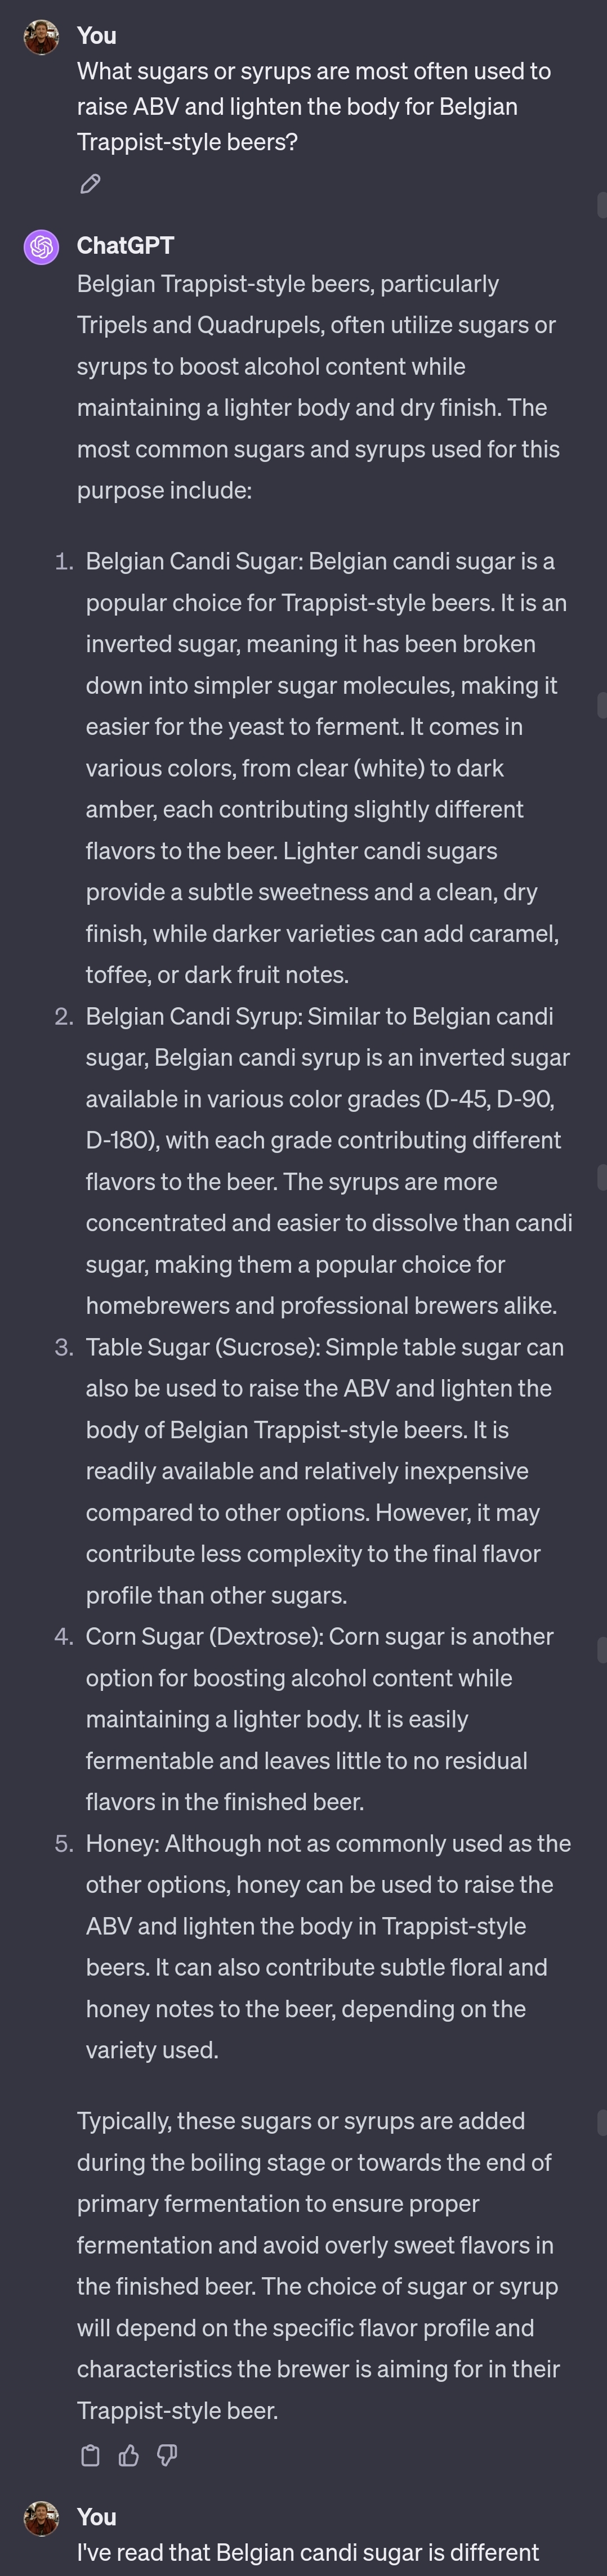 You
What sugars or syrups are most often used to
raise ABV and lighten the body for Belgian
Trappist-style beers?
ChatGPT
Belgian Trappist-style beers, particularly
Tripels and Quadrupels, often utilize sugars or
syrups to boost alcohol content while
maintaining a lighter body and dry finish. The
most common sugars and syrups used for this
purpose include:
1. Belgian Candi Sugar: Belgian candi sugar is a
popular choice for Trappist-style beers. It is an
inverted sugar, meaning it has been broken
down into simpler sugar molecules, making it
easier for the yeast to ferment. It comes in
various colors, from clear (white) to dark
amber, each contributing slightly different
flavors to the beer. Lighter candi sugars
provide a subtle sweetness and a clean, dry
finish, while darker varieties can add caramel,
toffee, or dark fruit notes.
2. Belgian Candi Syrup: Similar to Belgian candi
sugar, Belgian candi syrup is an inverted sugar
available in various color grades (D-45, D-90,
D-180), with each grade contributing different
flavors to the beer. The syrups are more
concentrated and easier to dissolve than candi
sugar, making them a popular choice for
homebrewers and professional brewers alike.
3. Table Sugar (Sucrose): Simple table sugar can
also be used to raise the ABV and lighten the
body of Belgian Trappist-style beers. It is
readily available and relatively inexpensive
compared to other options. However, it may
contribute less complexity to the final flavor
profile than other sugars.
4. Corn Sugar (Dextrose): Corn sugar is another
option for boosting alcohol content while
maintaining a lighter body. It is easily
fermentable and leaves little to no residual
flavors in the finished beer.
5. Honey: Although not as commonly used as the
other options, honey can be used to raise the
ABV and lighten the body in Trappist-style
beers. It can also contribute subtle floral and
honey notes to the beer, depending on the
variety used.
Typically, these sugars or syrups are added
during the boiling stage or towards the end of
primary fermentation to ensure proper
fermentation and avoid overly sweet flavors in
the finished beer. The choice of sugar or syrup
will depend on the specific flavor profile and
characteristics the brewer is aiming for in their
Trappist-style beer.
You
I've read that Belgian candi sugar is different